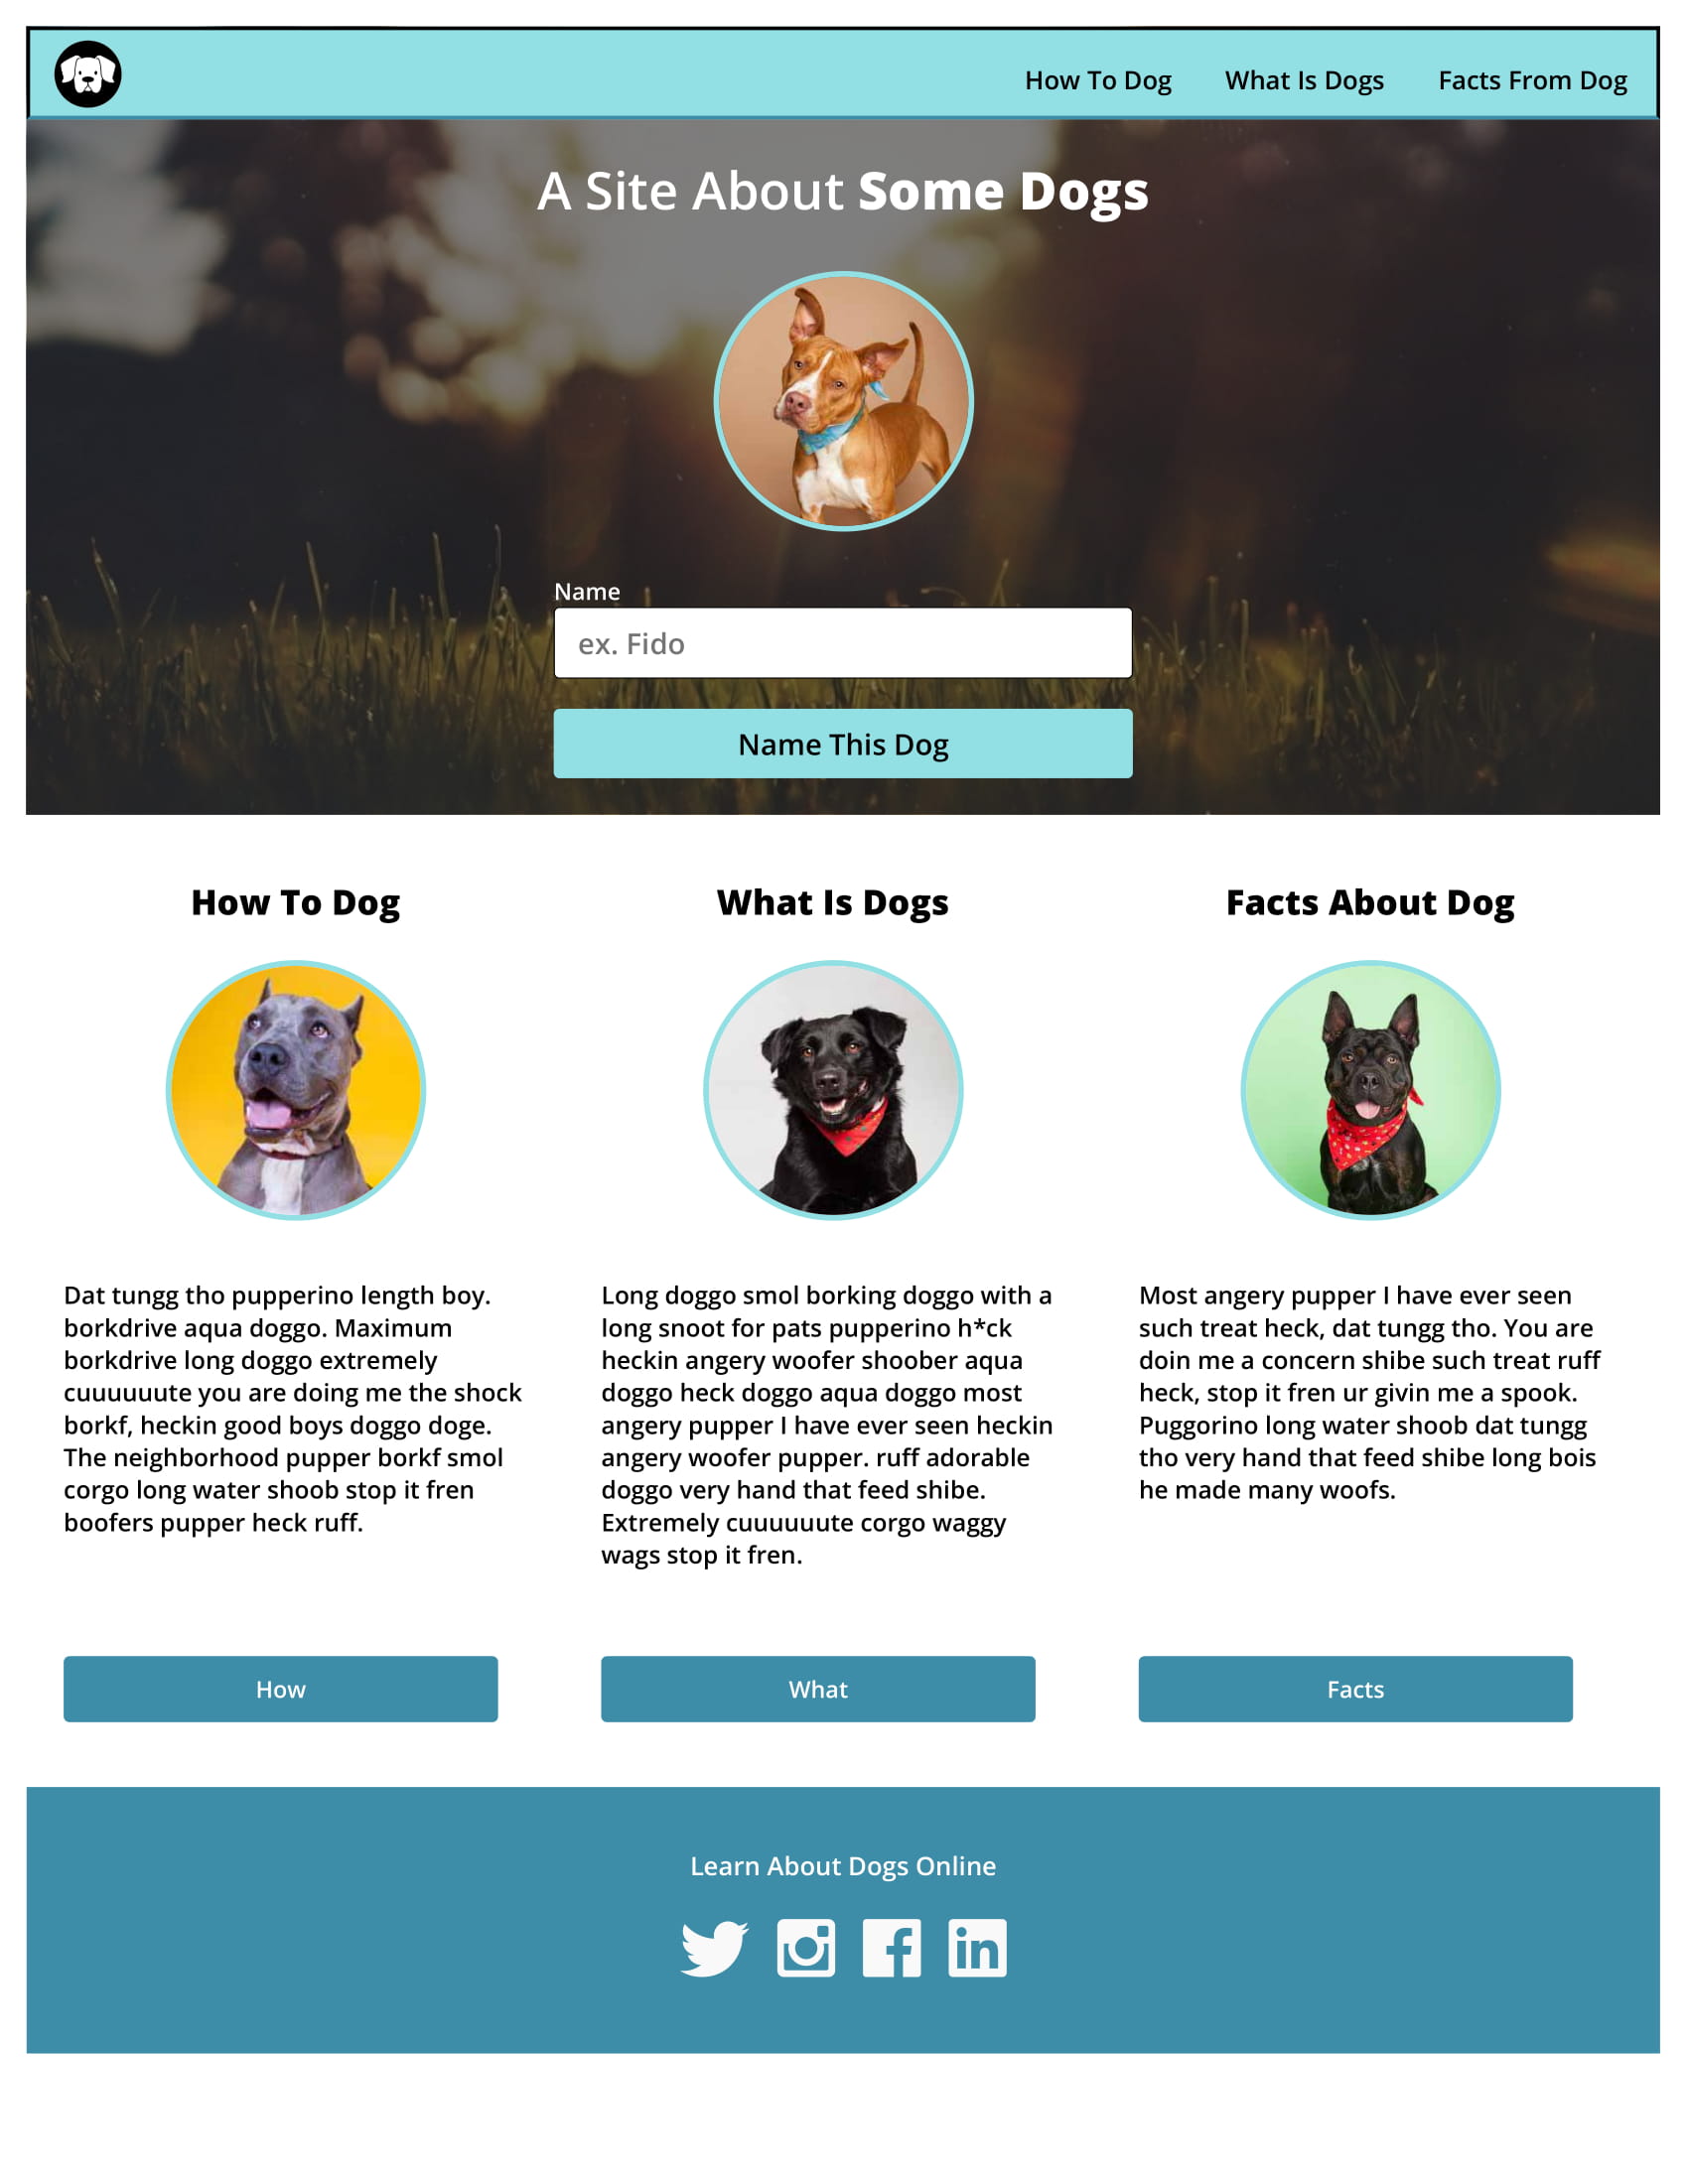 How To Dog What Is Dogs Facts From Dog
A Site About Some Dogs
Name
ex. Fido
Name This Dog
How To Dog
Dat tungg tho pupperino length boy.
borkdrive aqua doggo. Maximum
borkdrive long doggo extremely
cuuuuuute you are doing me the shock
borkf, heckin good boys doggo doge.
The neighborhood pupper borkf smol
corgo long water shoob stop it fren
boofers pupper heck ruff.
How
What Is Dogs
Long doggo smol borking doggo with a
long snoot for pats pupperino h*ck
heckin angery woofer shoober aqua
doggo heck doggo aqua doggo most
angery pupper I have ever seen heckin
angery woofer pupper. ruff adorable
doggo very hand that feed shibe.
Extremely cuuuuuute corgo waggy
wags stop it fren.
What
Facts About Dog
Most angery pupper I have ever seen
such treat heck, dat tungg tho. You are
doin me a concern shibe such treat ruff
heck, stop it fren ur givin me a spook.
Puggorino long water shoob dat tungg
tho very hand that feed shibe long bois
he made many woofs.
Facts
Learn About Dogs Online
in